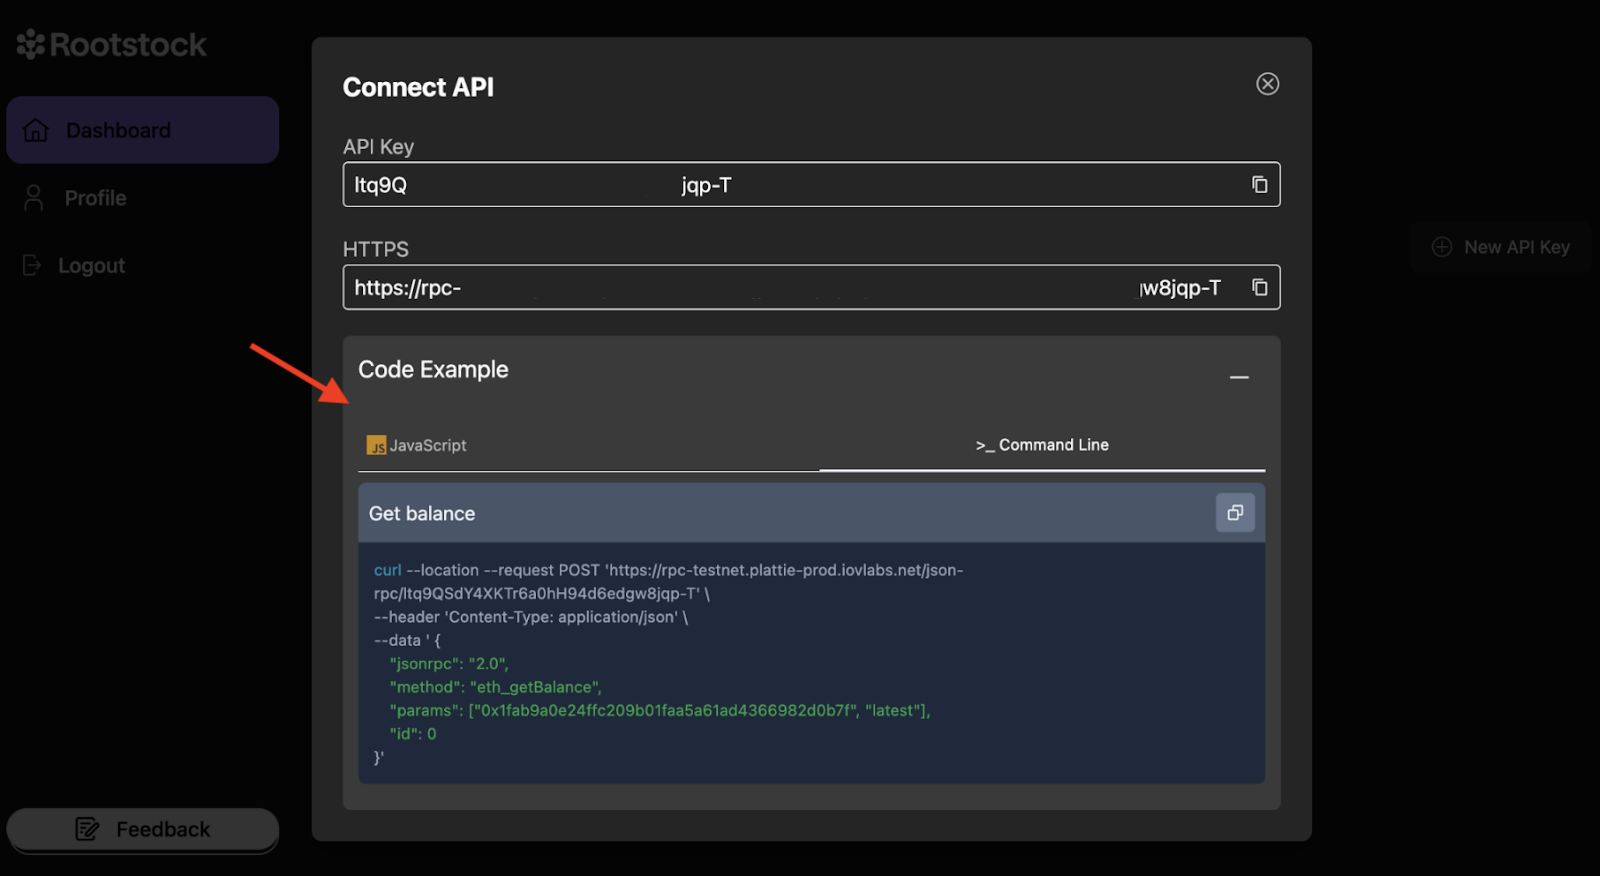 Rootstock
Dashboard
Profile
Logout
Feedback
New API Key
Connect API
API Key
ltq9Q jqp-T
HTTPS
https://rpc- w8jqp-T
Code Example
JS JavaScript
>_ Command Line
Get balance
curl --location --request POST 'https://rpc-testnet.plattie-prod.iovlabs.net/json-
rpc/ltq9QSdY4XKTr6a0hH94d6edgw8jqp-T' \
--header 'Content-Type: application/json' \
--data ' {
"jsonrpc": "2.0",
"method": "eth_getBalance",
"params": ["0x1fab9a0e24ffc209b01faa5a61ad4366982d0b7f", "latest"],
"id": 0
}'